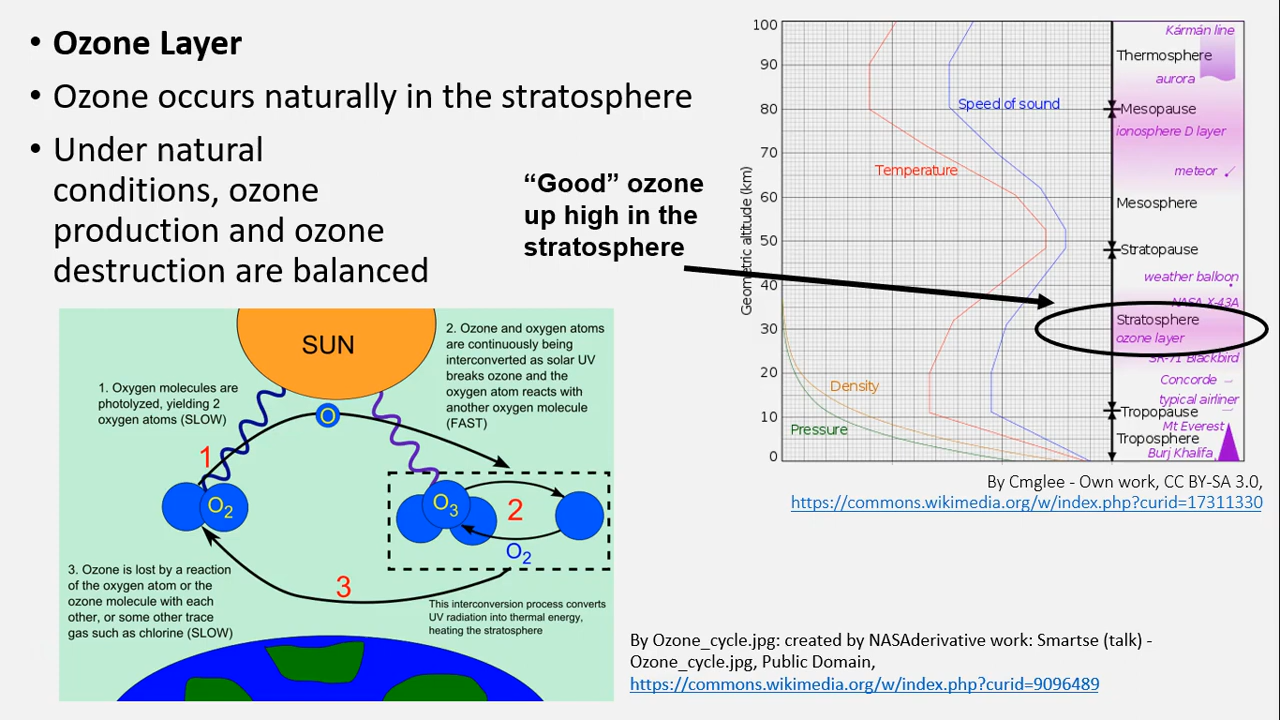 • Ozone Layer
• Ozone occurs naturally in the stratosphere
• Under natural
conditions, ozone
production and ozone
destruction are balanced
“Good” ozone
up high in the
stratosphere
SUN
1. Oxygen molecules are
photolyzed, yielding 2
oxygen atoms (SLOW)
2. Ozone and oxygen atoms
are continuously being
interconverted as solar UV
breaks ozone and the
oxygen atom reacts with
another oxygen molecule
(FAST)
O
1
O2
O3
2
O2
3
3. Ozone is lost by a reaction
of the oxygen atom or the
ozone molecule with each
other, or some other trace
gas such as chlorine (SLOW)
This interconversion process converts
UV radiation into thermal energy,
heating the stratosphere
Geometric altitude (km)
100
90
80
70
60
50
40
30
20
10
0
Speed of sound
Temperature
Density
Pressure
Kármán line
Thermosphere
aurora
Mesopause
ionosphere D layer
meteor
Mesosphere
Stratopause
weather balloon
NASA X-43A
Stratosphere
ozone layer
SR-71 Blackbird
Concorde
typical airliner
Tropopause
Mt Everest
Troposphere
Burj Khalifa
By Cmglee - Own work, CC BY-SA 3.0,
https://commons.wikimedia.org/w/index.php?curid=17311330
By Ozone_cycle.jpg: created by NASAderivative work: Smartse (talk) -
Ozone_cycle.jpg, Public Domain,
https://commons.wikimedia.org/w/index.php?curid=9096489